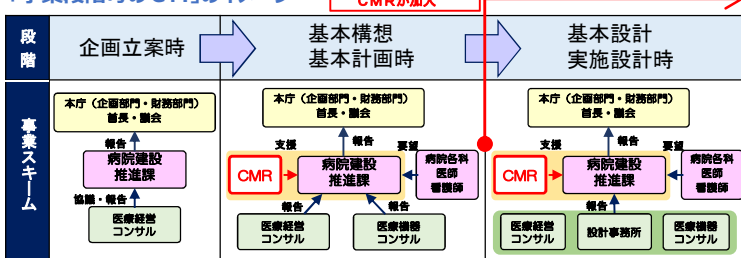 CMRが加入
段階
企画立案時
基本構想
基本計画時
基本設計
実施設計時
事業スキーム
本庁（企画部門・財務部門）
首長・議会
報告
病院建設
推進課
協議・報告
医療経営
コンサル
本庁（企画部門・財務部門）
首長・議会
支援
報告
要望
CMR
病院建設
推進課
病院各科
医師
看護師
報告
報告
医療経営
コンサル
医療機器
コンサル
本庁（企画部門・財務部門）
首長・議会
支援
報告
要望
CMR
病院建設
推進課
病院各科
医師
看護師
報告
医療経営
コンサル
設計事務所
医療機器
コンサル